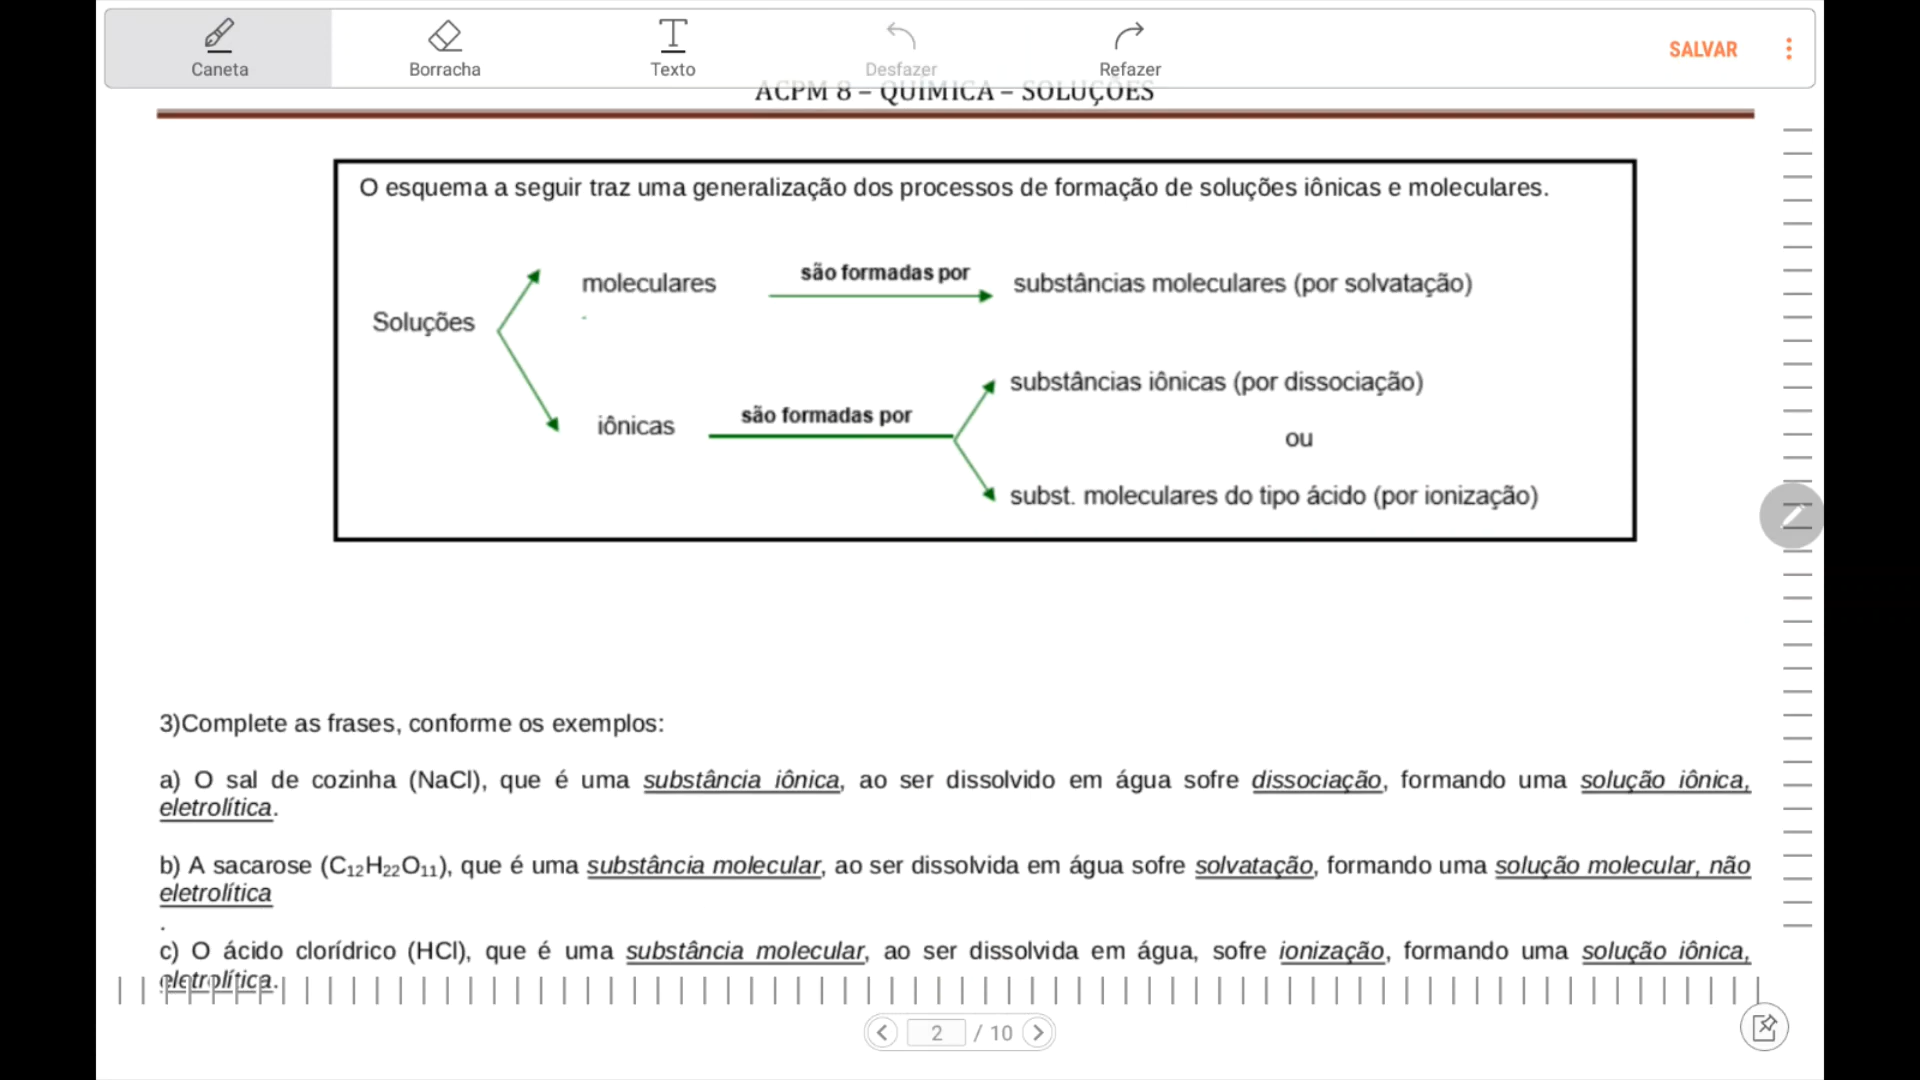 Caneta
Borracha
Texto
Desfazer
Refazer
SALVAR
ACPM 8 – QUÍMICA – SOLUÇÕES
O esquema a seguir traz uma generalização dos processos de formação de soluções iônicas e moleculares.
são formadas por
moleculares
substâncias moleculares (por solvatação)
Soluções
substâncias iônicas (por dissociação)
são formadas por
iônicas
ou
subst. moleculares do tipo ácido (por ionização)
3)Complete as frases, conforme os exemplos:
a) O sal de cozinha (NaCl), que é uma substância iônica, ao ser dissolvido em água sofre dissociação, formando uma solução iônica,
eletrolítica.
b) A sacarose (C₁₂H₂₂O₁₁), que é uma substância molecular, ao ser dissolvida em água sofre solvatação, formando uma solução molecular, não
eletrolítica
.
c) O ácido clorídrico (HCl), que é uma substância molecular, ao ser dissolvida em água, sofre ionização, formando uma solução iônica,
eletrolítica.
2 / 10